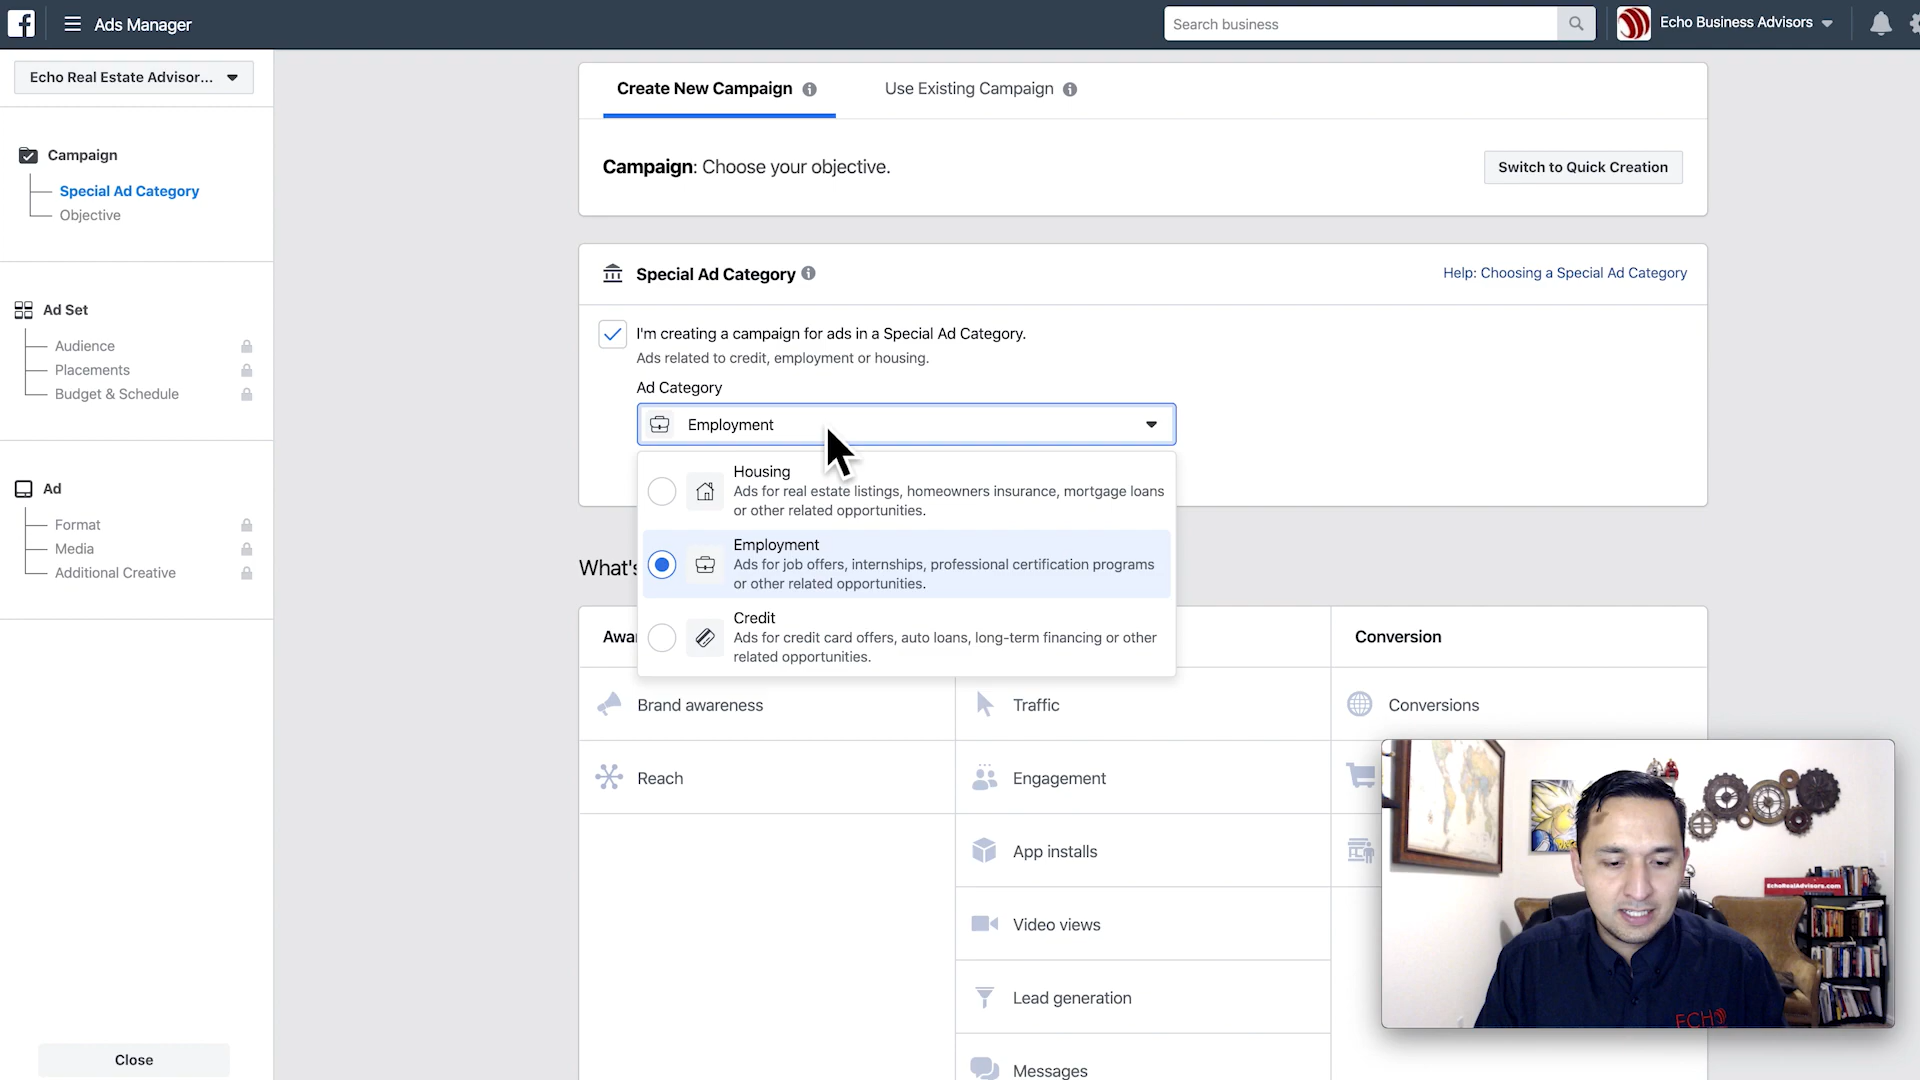 Ads Manager
Search business
Echo Business Advisors
Echo Real Estate Advisor...
Campaign
Special Ad Category
Objective
Ad Set
Audience
Placements
Budget & Schedule
Ad
Format
Media
Additional Creative
Close
Create New Campaign
Use Existing Campaign
Campaign: Choose your objective.
Switch to Quick Creation
Special Ad Category
Help: Choosing a Special Ad Category
I'm creating a campaign for ads in a Special Ad Category.
Ads related to credit, employment or housing.
Ad Category
Employment
Housing
Ads for real estate listings, homeowners insurance, mortgage loans
or other related opportunities.
Employment
Ads for job offers, internships, professional certification programs
or other related opportunities.
Credit
Ads for credit card offers, auto loans, long-term financing or other
related opportunities.
What's
Awa
Conversion
Brand awareness
Traffic
Conversions
Reach
Engagement
App installs
Video views
Lead generation
Messages
EchoRealAdvisors.com
ECHO